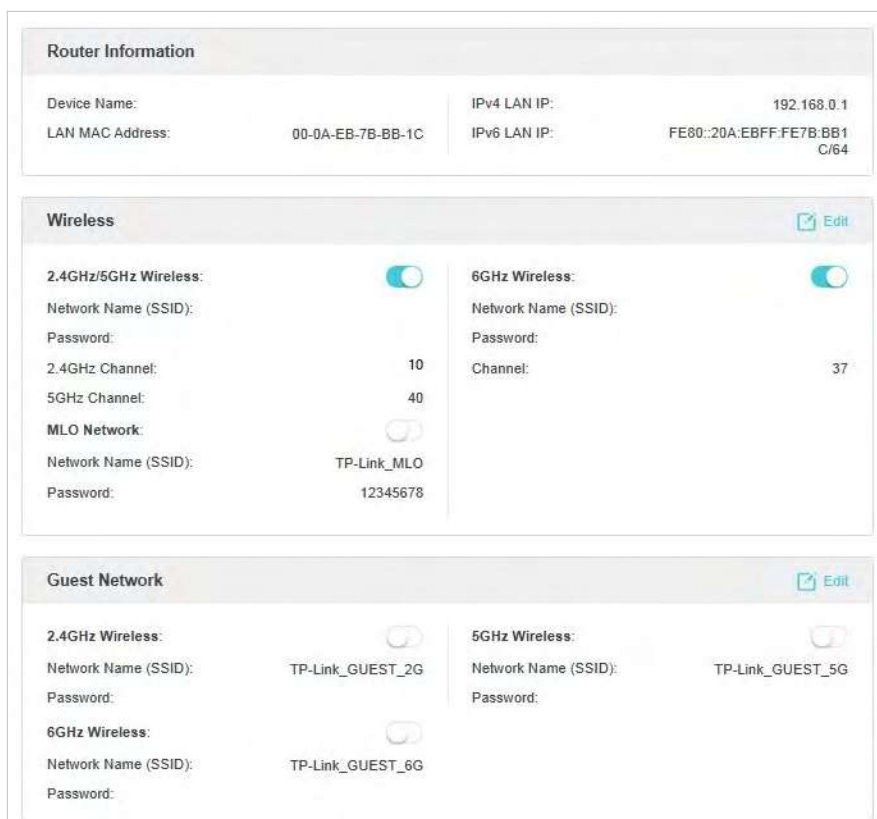 Router Information
Device Name:
LAN MAC Address: 00-0A-EB-7B-BB-1C
IPv4 LAN IP: 192.168.0.1
IPv6 LAN IP: FE80::20A:EBFF:FE7B:BB1
C/64
Wireless Edit
2.4GHz/5GHz Wireless:
Network Name (SSID):
Password:
2.4GHz Channel: 10
5GHz Channel: 40
MLO Network:
Network Name (SSID): TP-Link_MLO
Password: 12345678
6GHz Wireless:
Network Name (SSID):
Password:
Channel: 37
Guest Network Edit
2.4GHz Wireless:
Network Name (SSID): TP-Link_GUEST_2G
Password:
6GHz Wireless:
Network Name (SSID): TP-Link_GUEST_6G
Password:
5GHz Wireless:
Network Name (SSID): TP-Link_GUEST_5G
Password: